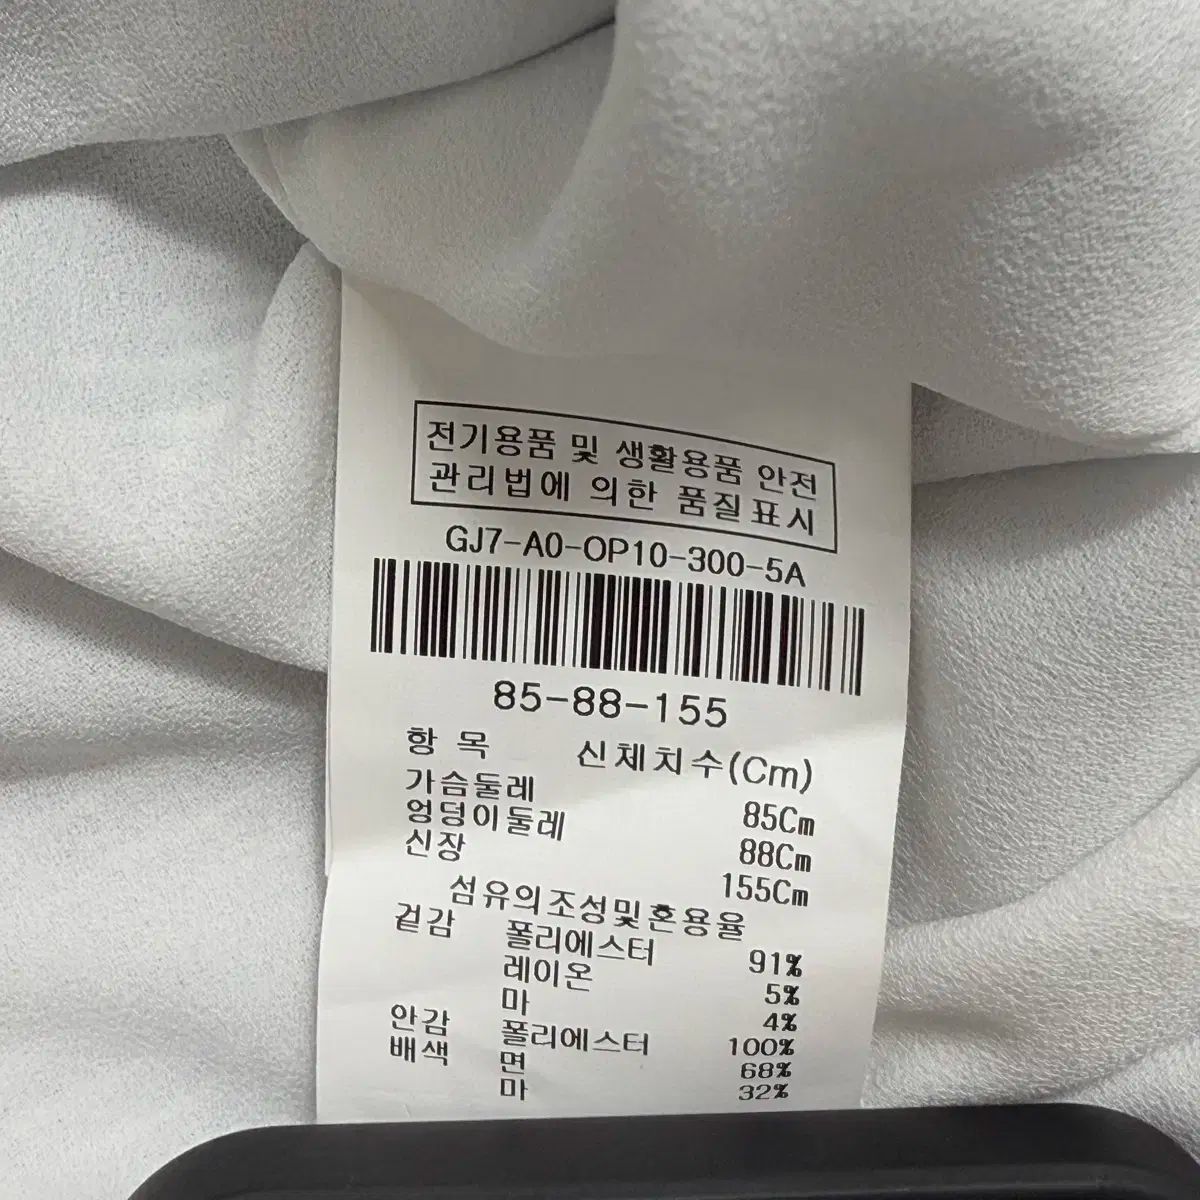 전기용품 및 생활용품 안전
관리법에 의한 품질표시
GJ7-A0-OP10-300-5A
85-88-155
항 목 신체치수(Cm)
가슴둘레 85Cm
엉덩이둘레 88Cm
신장 155Cm
섬유의조성및혼용율
겉감 폴리에스터 91%
레이온 5%
마 4%
안감 폴리에스터 100%
배색 면 68%
마 32%